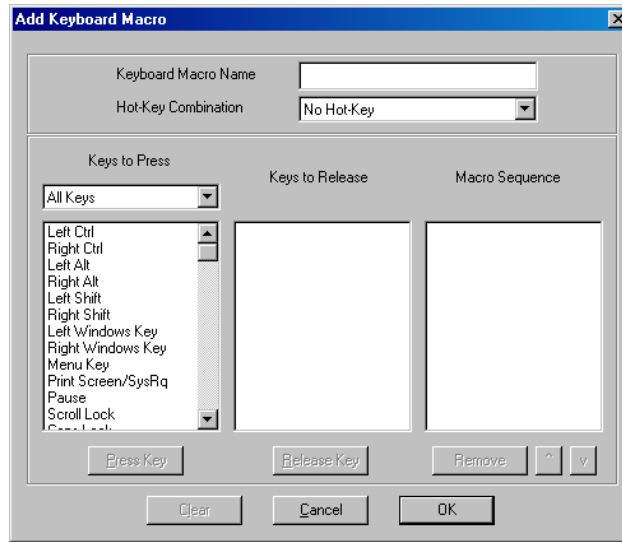 Add Keyboard Macro
Keyboard Macro Name
Hot-Key Combination
No Hot-Key
Keys to Press
Keys to Release
Macro Sequence
All Keys
Left Ctrl
Right Ctrl
Left Alt
Right Alt
Left Shift
Right Shift
Left Windows Key
Right Windows Key
Menu Key
Print Screen/SysRq
Pause
Scroll Lock
Press Key
Release Key
Remove
^
v
Clear
Cancel
OK